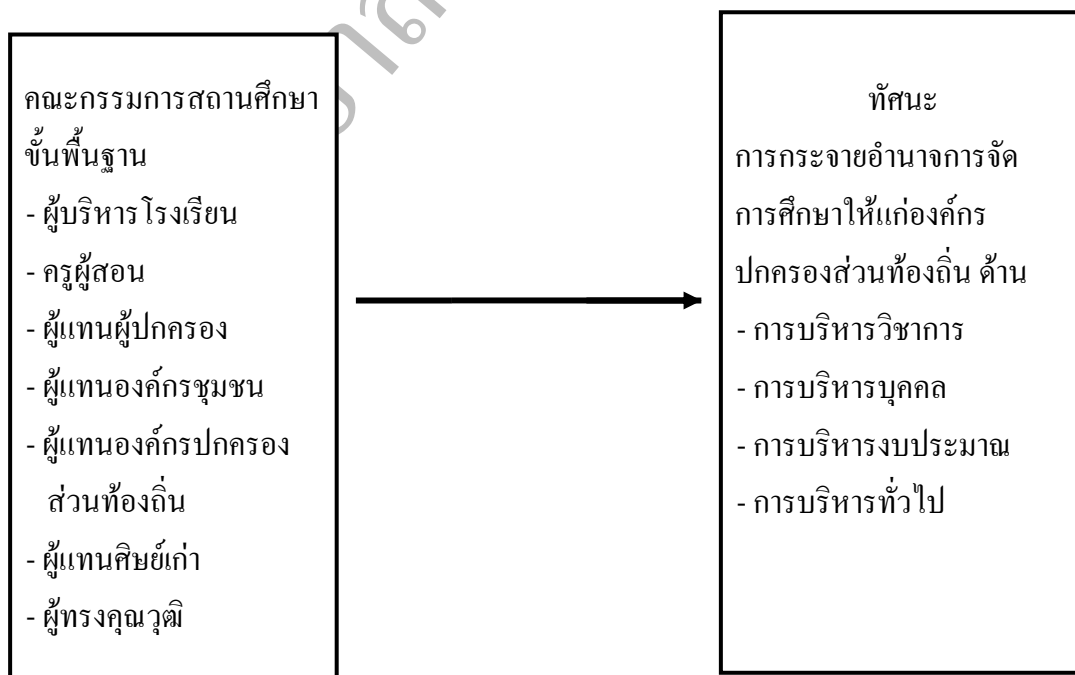 คณะกรรมการสถานศึกษา
ขั้นพื้นฐาน
- ผู้บริหารโรงเรียน
- ครูผู้สอน
- ผู้แทนผู้ปกครอง
- ผู้แทนองค์กรชุมชน
- ผู้แทนองค์กรปกครอง
ส่วนท้องถิ่น
- ผู้แทนศิษย์เก่า
- ผู้ทรงคุณวุฒิ
ทัศนะ
การกระจายอำนาจการจัด
การศึกษาให้แก่องค์กร
ปกครองส่วนท้องถิ่น ด้าน
- การบริหารวิชาการ
- การบริหารบุคคล
- การบริหารงบประมาณ
- การบริหารทั่วไป